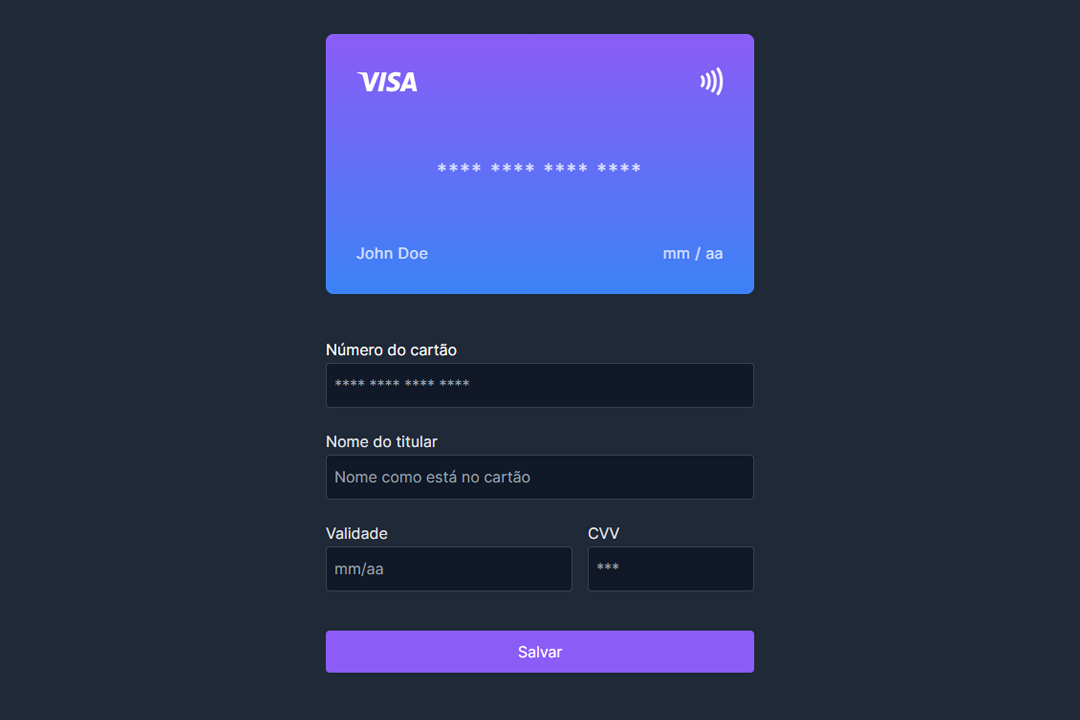 VISA
**** **** **** ****
John Doe mm / aa
Número do cartão
**** **** **** ****
Nome do titular
Nome como está no cartão
Validade CVV
mm/aa ***
Salvar